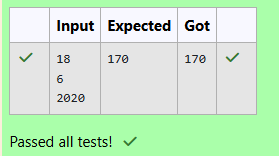 Input Expected Got
18 170 170
6
2020
Passed all tests!